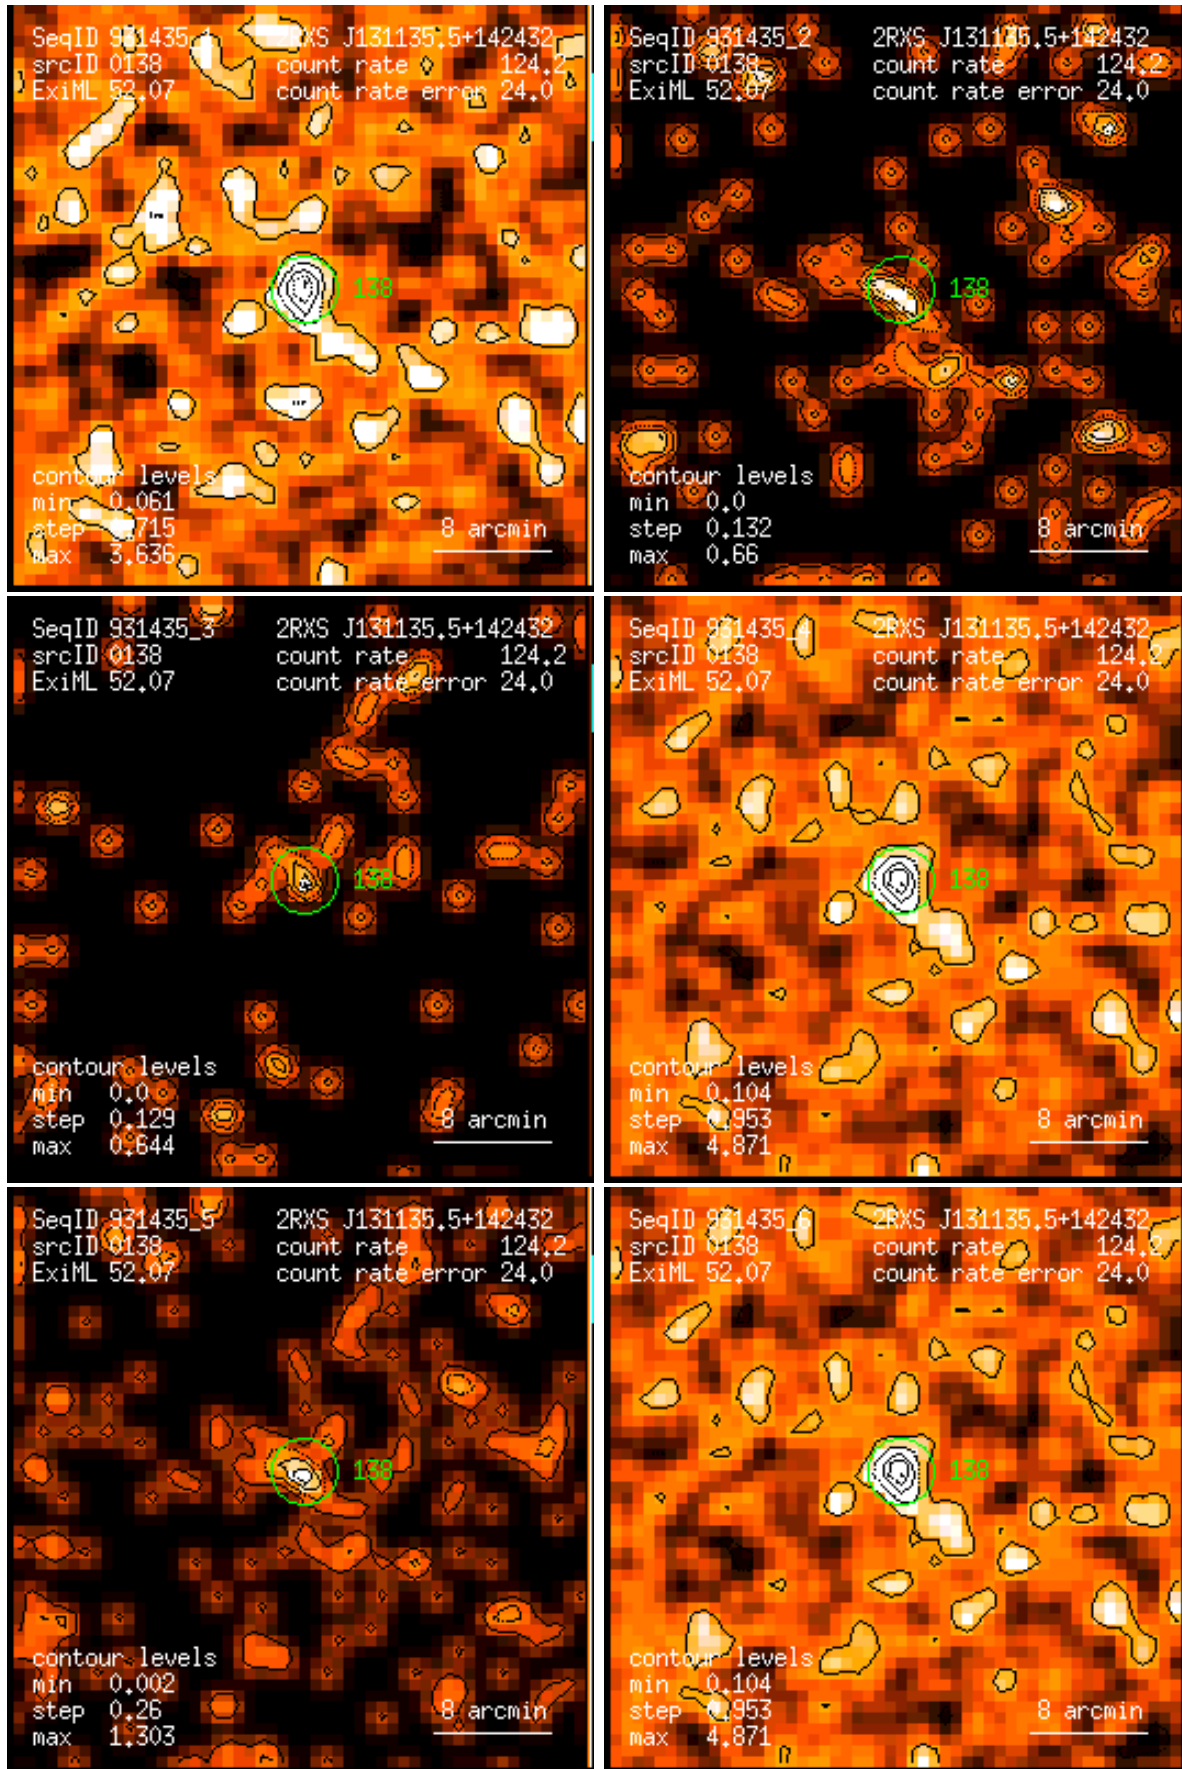 SeqID 931435_1 2RXS J131135.5+142432
srcID 0138 count rate 124.2
ExiML 52.07 count rate error 24.0
138
contour levels
min 0.061
step 0.715 8 arcmin
max 3.636
SeqID 931435_2 2RXS J131135.5+142432
srcID 0138 count rate 124.2
ExiML 52.07 count rate error 24.0
138
contour levels
min 0.0
step 0.132 8 arcmin
max 0.66
SeqID 931435_3 2RXS J131135.5+142432
srcID 0138 count rate 124.2
ExiML 52.07 count rate error 24.0
138
contour levels
min 0.0
step 0.129 8 arcmin
max 0.644
SeqID 931435_4 2RXS J131135.5+142432
srcID 0138 count rate 124.2
ExiML 52.07 count rate error 24.0
138
contour levels
min 0.104
step 0.953 8 arcmin
max 4.871
SeqID 931435_5 2RXS J131135.5+142432
srcID 0138 count rate 124.2
ExiML 52.07 count rate error 24.0
138
contour levels
min 0.002
step 0.26 8 arcmin
max 1.303
SeqID 931435_6 2RXS J131135.5+142432
srcID 0138 count rate 124.2
ExiML 52.07 count rate error 24.0
138
contour levels
min 0.104
step 0.953 8 arcmin
max 4.871